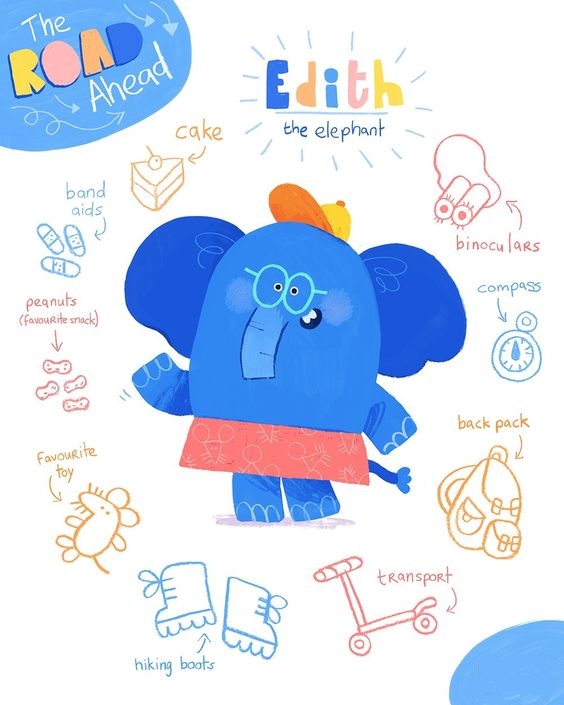 The
ROAD
Ahead
Edith
the elephant
cake
band
aids
binoculars
peanuts
(favourite snack)
compass
back pack
favourite
toy
transport
hiking boots